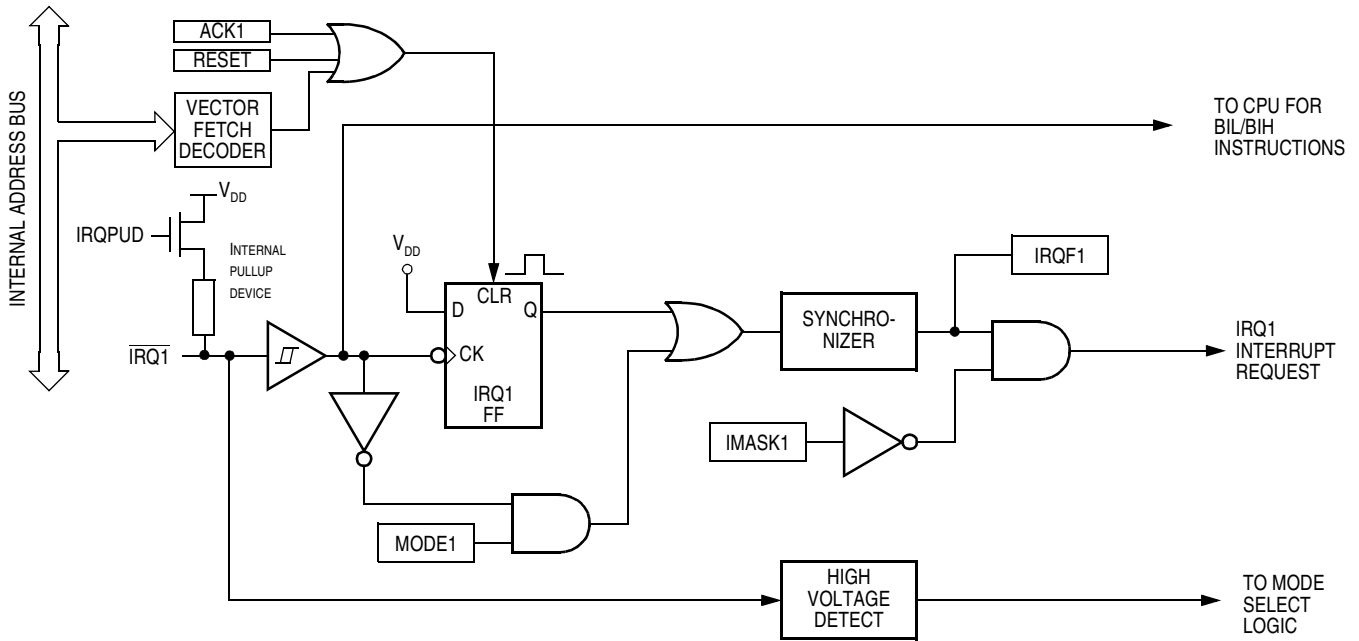 INTERNAL ADDRESS BUS
ACK1
RESET
VECTOR
FETCH
DECODER
TO CPU FOR
BIL/BIH
INSTRUCTIONS
VDD
IRQPUD
INTERNAL
PULLUP
DEVICE
VDD
CLR
D
Q
CK
IRQ1
FF
IRQ1
SYNCHRO-
NIZER
IRQF1
IRQ1
INTERRUPT
REQUEST
IMASK1
MODE1
HIGH
VOLTAGE
DETECT
TO MODE
SELECT
LOGIC